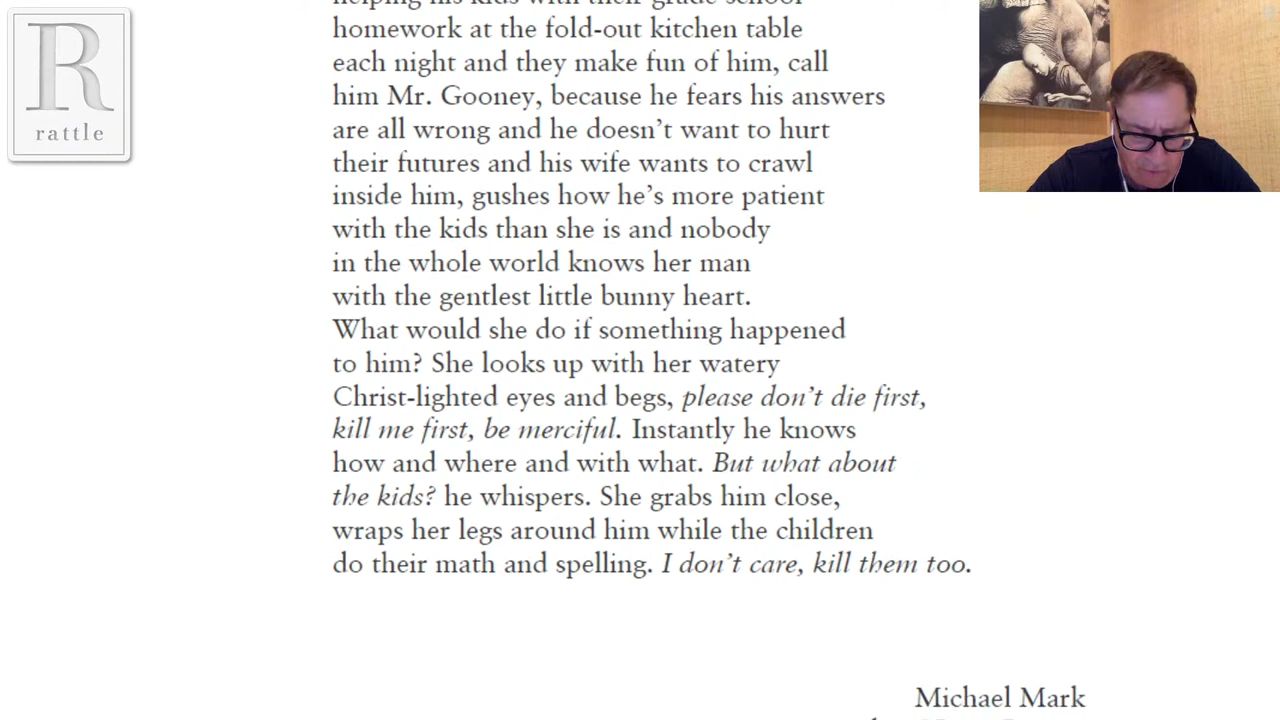 R
rattle
helping his kids with their grade school
homework at the fold-out kitchen table
each night and they make fun of him, call
him Mr. Gooney, because he fears his answers
are all wrong and he doesn’t want to hurt
their futures and his wife wants to crawl
inside him, gushes how he’s more patient
with the kids than she is and nobody
in the whole world knows her man
with the gentlest little bunny heart.
What would she do if something happened
to him? She looks up with her watery
Christ-lighted eyes and begs, please don’t die first,
kill me first, be merciful. Instantly he knows
how and where and with what. But what about
the kids? he whispers. She grabs him close,
wraps her legs around him while the children
do their math and spelling. I don’t care, kill them too.
Michael Mark